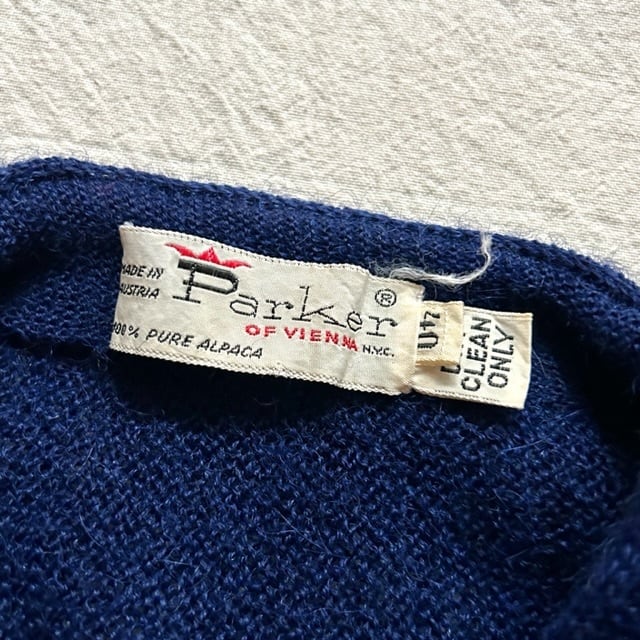 MADE IN
AUSTRIA
Parker®
OF VIENNA N.Y.C.
100% PURE ALPACA
CLEAN
ONLY